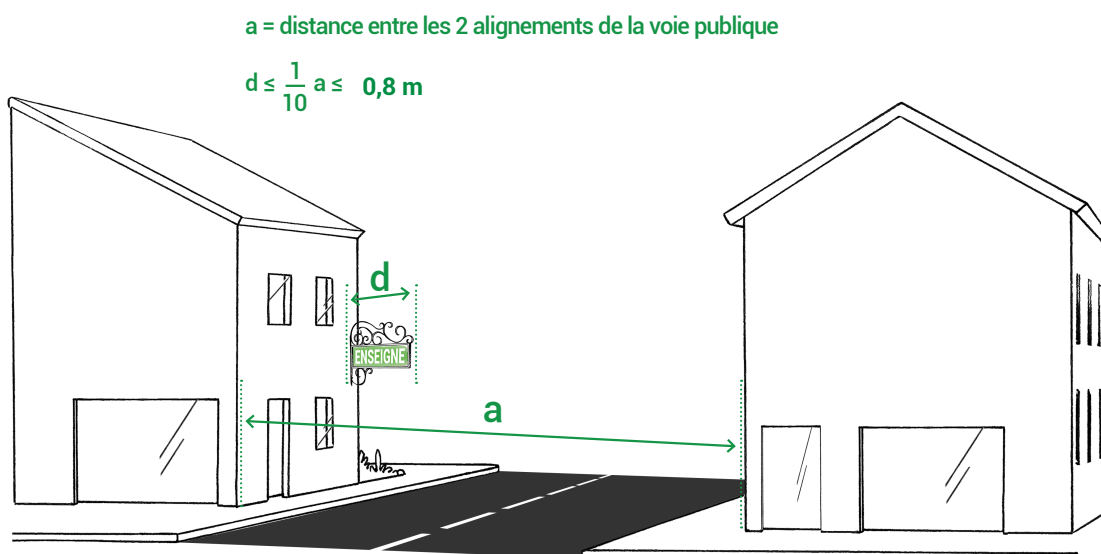 a = distance entre les 2 alignements de la voie publique
d ≤ 1/10 a ≤ 0,8 m
d
ENSEIGNE
a